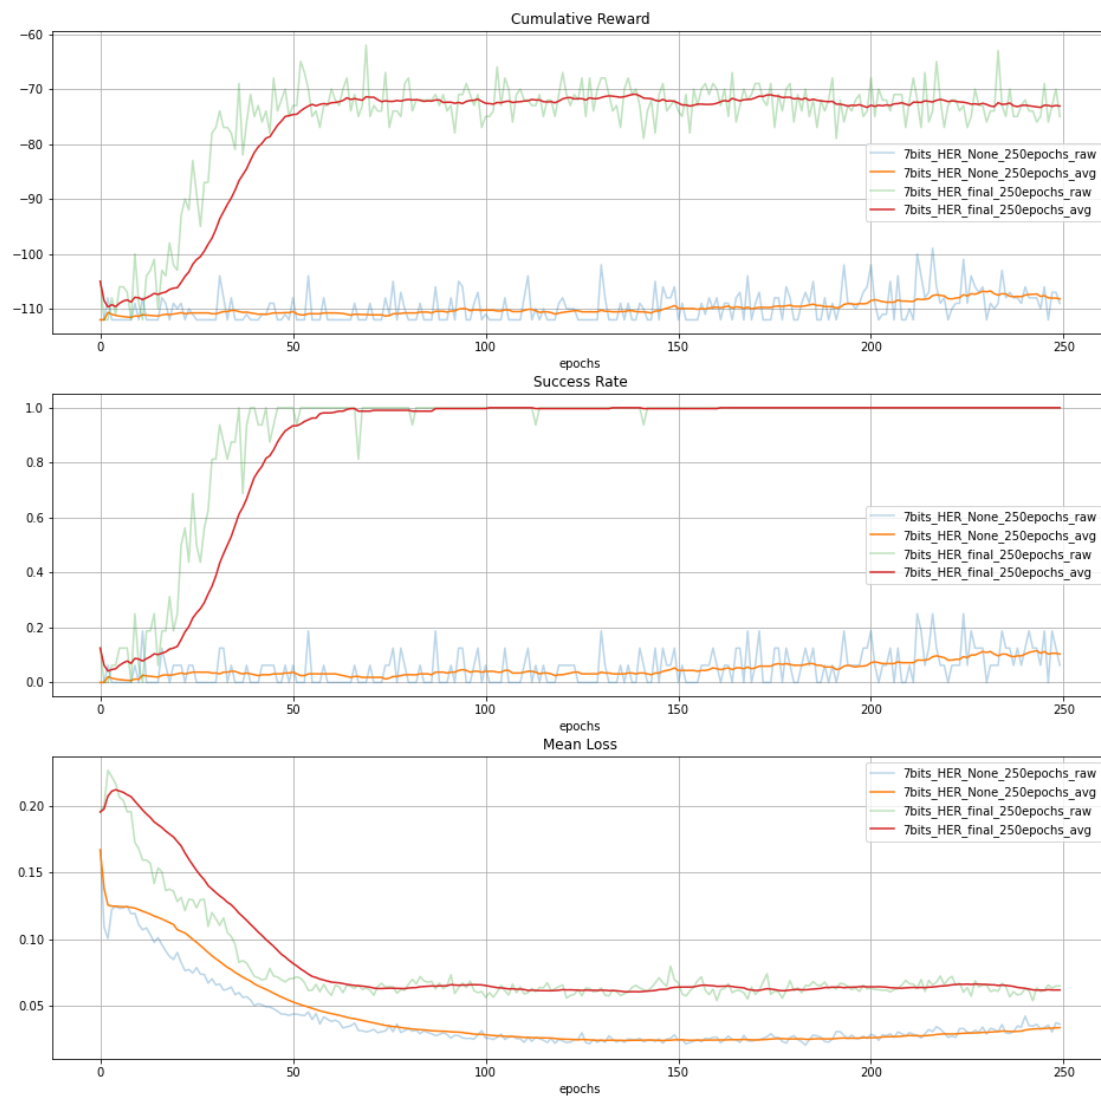 Cumulative Reward
−60
−70
−80
−90
−100
−110
7bits_HER_None_250epochs_raw
7bits_HER_None_250epochs_avg
7bits_HER_final_250epochs_raw
7bits_HER_final_250epochs_avg
0 50 100 150 200 250
epochs
Success Rate
1.0
0.8
0.6
0.4
0.2
0.0
7bits_HER_None_250epochs_raw
7bits_HER_None_250epochs_avg
7bits_HER_final_250epochs_raw
7bits_HER_final_250epochs_avg
0 50 100 150 200 250
epochs
Mean Loss
0.20
0.15
0.10
0.05
7bits_HER_None_250epochs_raw
7bits_HER_None_250epochs_avg
7bits_HER_final_250epochs_raw
7bits_HER_final_250epochs_avg
0 50 100 150 200 250
epochs